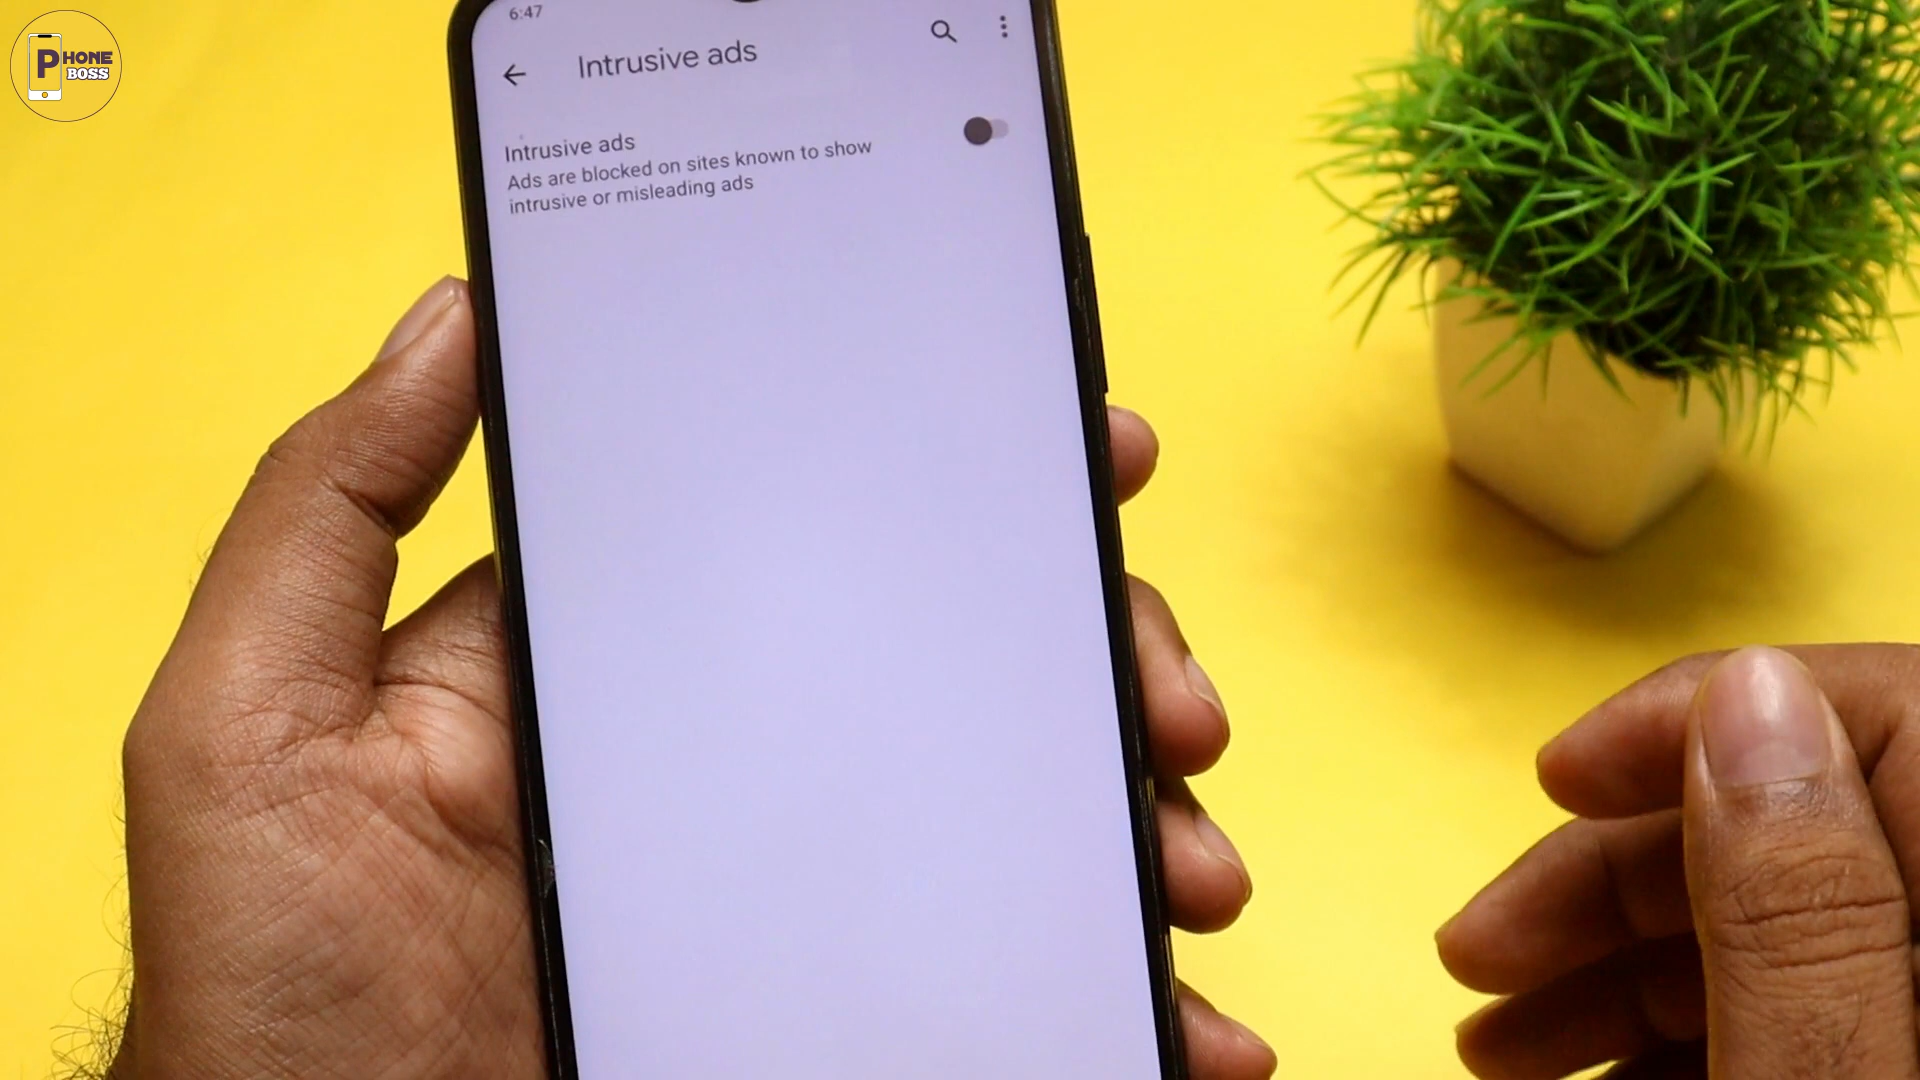 PHONE
BOSS
6:47
Intrusive ads
Intrusive ads
Ads are blocked on sites known to show
intrusive or misleading ads